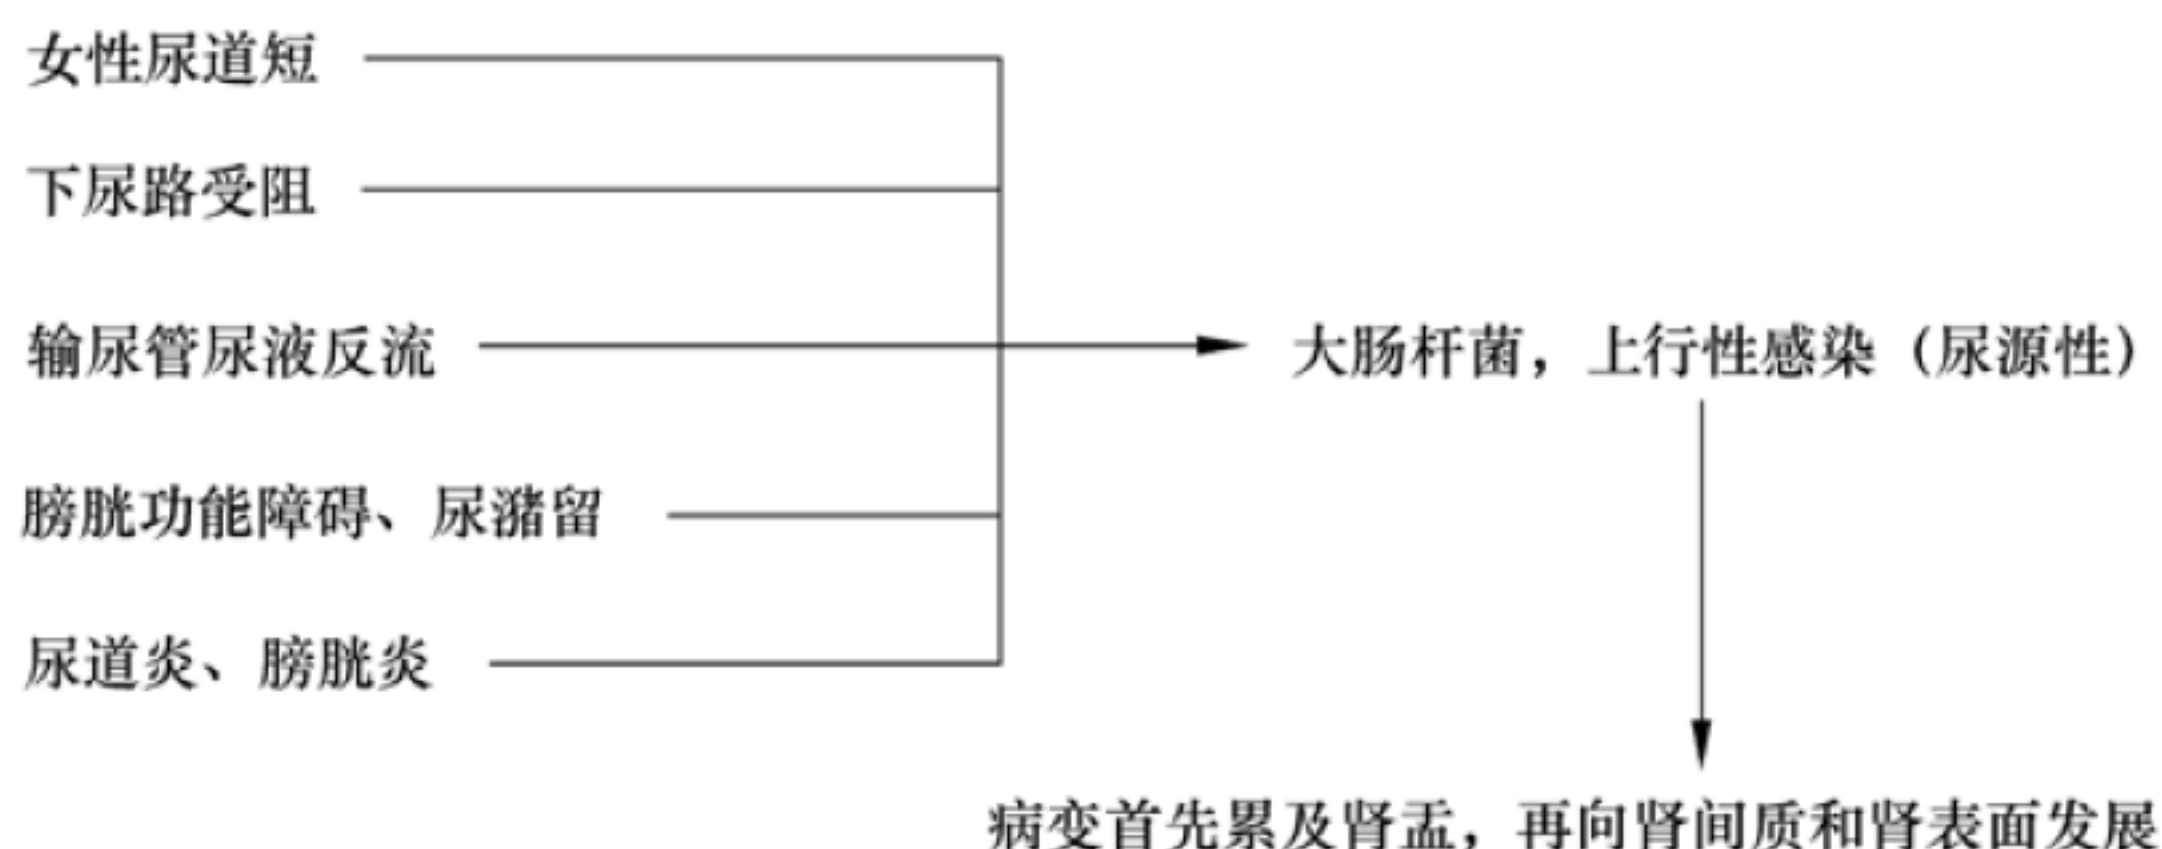 女性尿道短
下尿路受阻
输尿管尿液反流
大肠杆菌，上行性感染（尿源性）
膀胱功能障碍、尿潴留
尿道炎、膀胱炎
病变首先累及肾盂，再向肾间质和肾表面发展